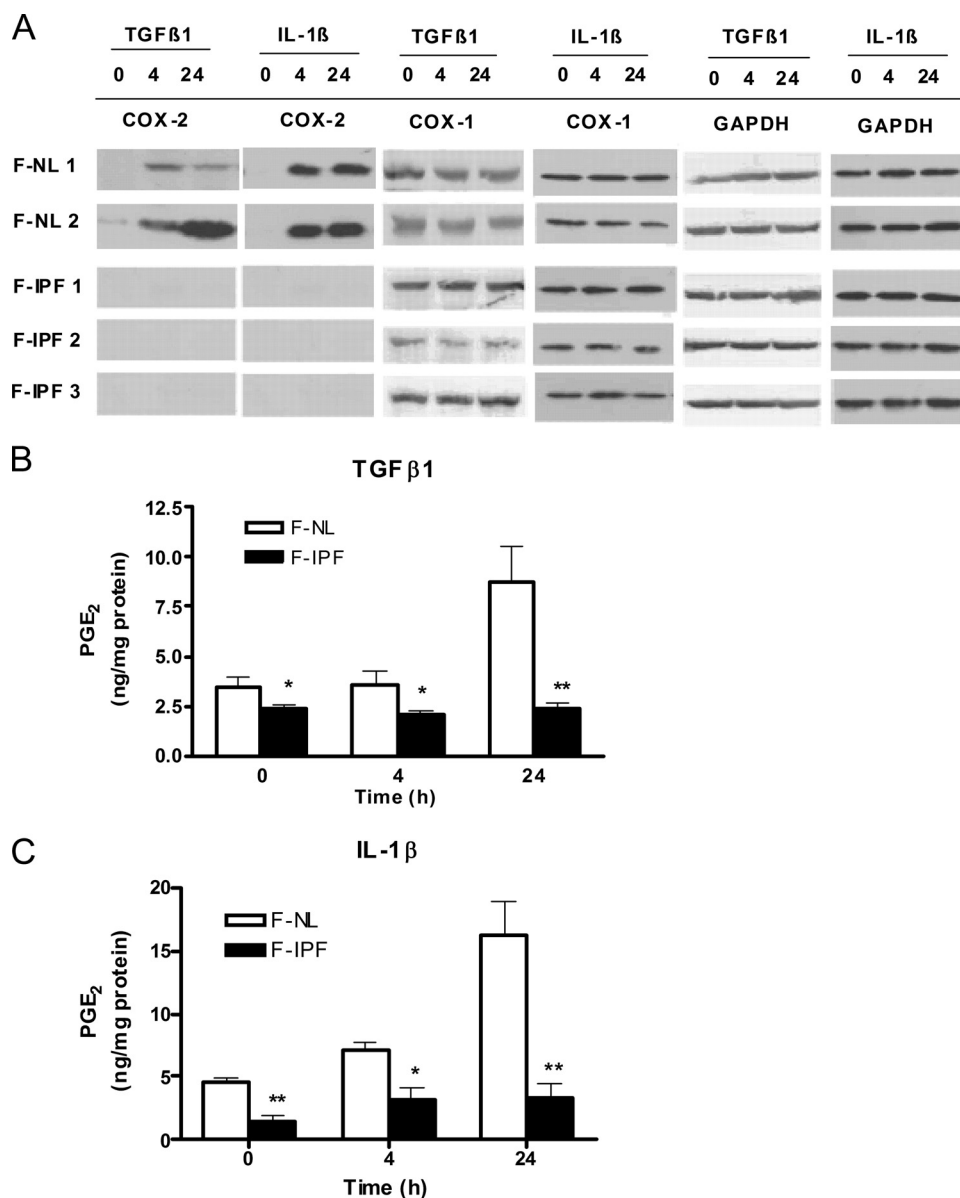 A
TGFß1 IL-1ß TGFß1 IL-1ß TGFß1 IL-1ß
0 4 24 0 4 24 0 4 24 0 4 24 0 4 24 0 4 24
COX-2 COX-2 COX-1 COX-1 GAPDH GAPDH
F-NL 1
F-NL 2
F-IPF 1
F-IPF 2
F-IPF 3
B
TGFβ1
12.5
10.0
7.5
5.0
2.5
0.0
PGE₂
(ng/mg protein)
F-NL
F-IPF
* * **
0 4 24
Time (h)
C
IL-1β
20
15
10
5
0
PGE₂
(ng/mg protein)
F-NL
F-IPF
** * **
0 4 24
Time (h)